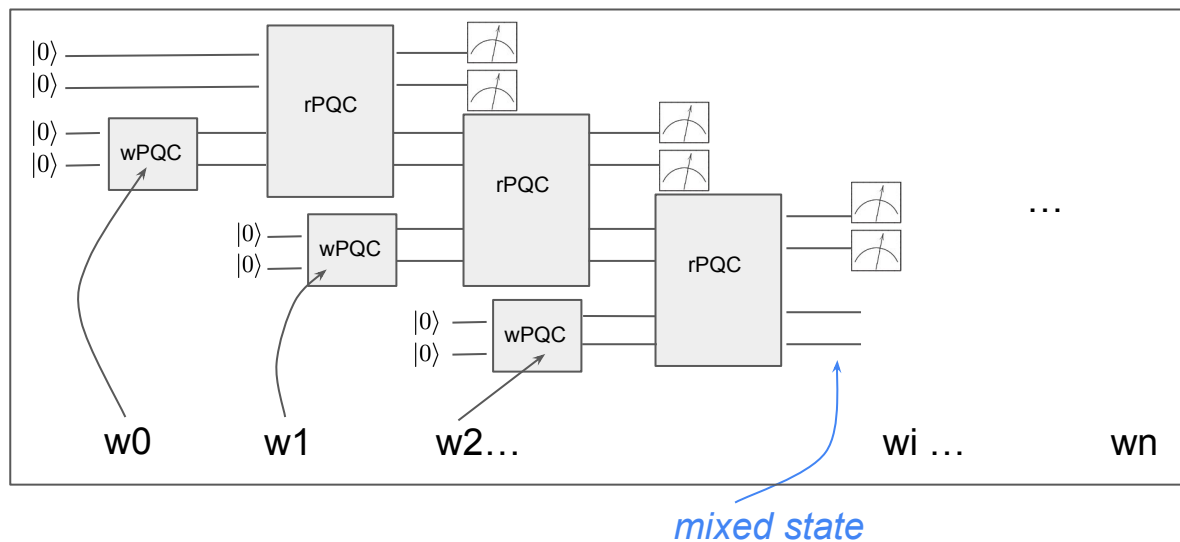 |0⟩
|0⟩
rPQC
|0⟩
|0⟩
wPQC
rPQC
|0⟩
|0⟩
wPQC
rPQC
...
|0⟩
|0⟩
wPQC
w0 w1 w2... wi ... wn
mixed state